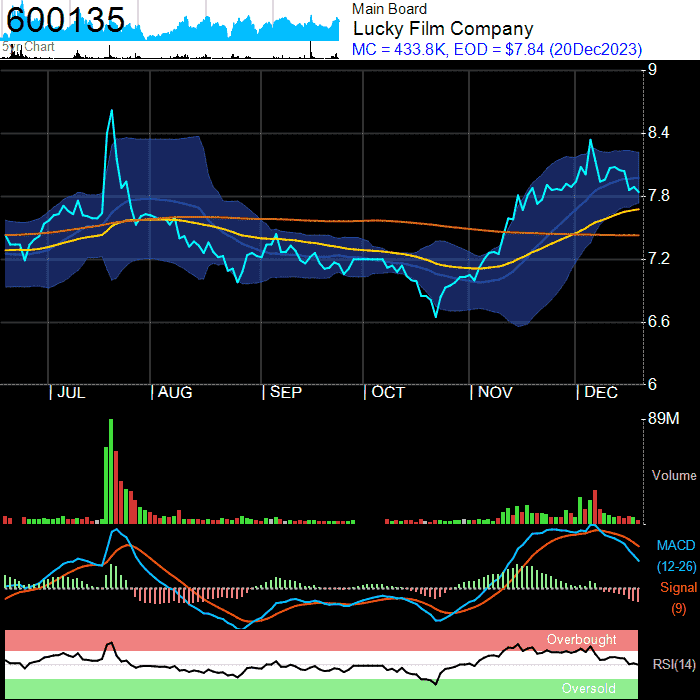 600135
5yr Chart
Main Board
Lucky Film Company
MC = 433.8K, EOD = $7.84 (20Dec2023)
9
8.4
7.8
7.2
6.6
6
| JUL | AUG | SEP | OCT | NOV | DEC
89M
Volume
MACD
(12-26)
Signal
(9)
Overbought
RSI(14)
Oversold